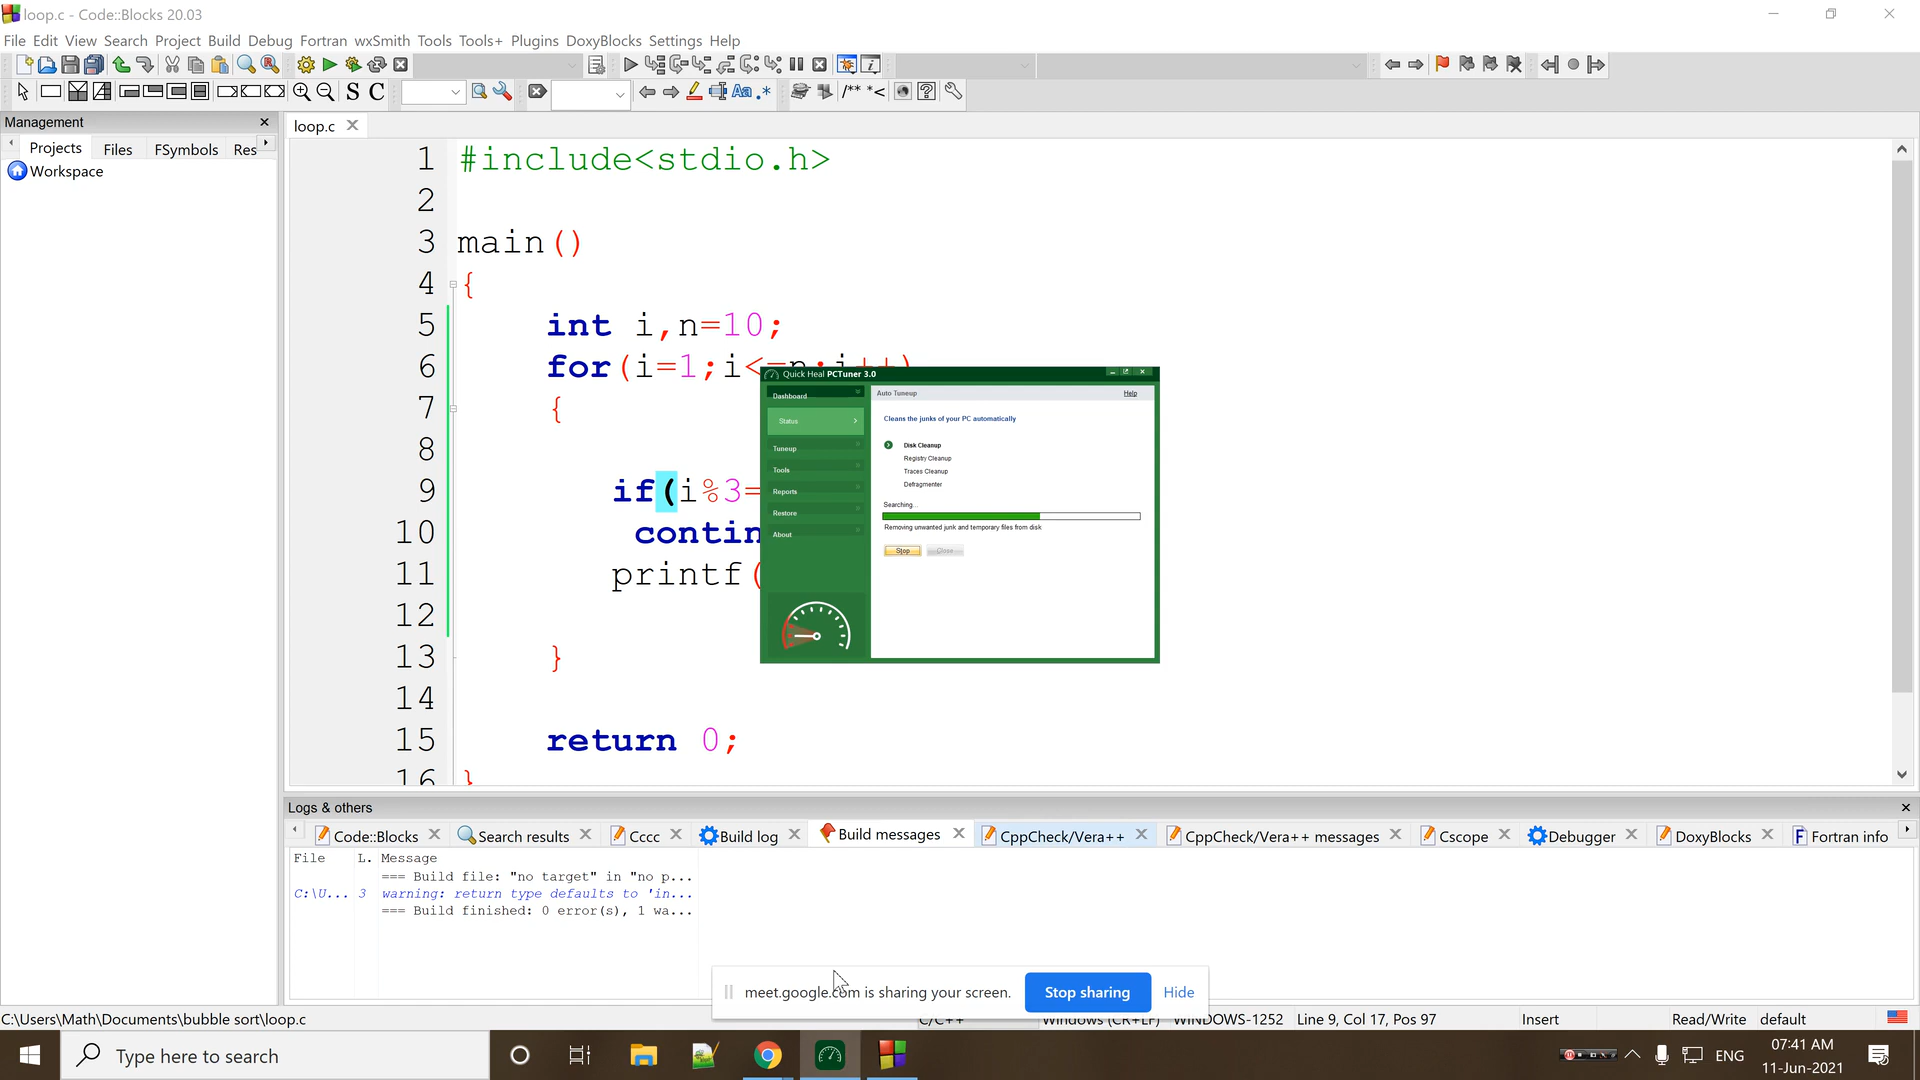 loop.c - Code::Blocks 20.03
File Edit View Search Project Build Debug Fortran wxSmith Tools Tools+ Plugins DoxyBlocks Settings Help
S C
Aa .* /** *<
Management
loop.c
Projects Files FSymbols Res
Workspace
1 #include<stdio.h>
2
3 main()
4 {
5 int i,n=10;
6 for(i=1;i<=n;i++)
7 {
8
9 if(i%3=
10 contin
11 printf(
12
13 }
14
15 return 0;
16 }
Quick Heal PCTuner 3.0
Dashboard
Status
Tuneup
Tools
Reports
Restore
About
Auto Tuneup Help
Cleans the junks of your PC automatically
Disk Cleanup
Registry Cleanup
Traces Cleanup
Defragmenter
Searching...
Removing unwanted junk and temporary files from disk
Stop Close
Logs & others
Code::Blocks Search results Cccc Build log Build messages CppCheck/Vera++ CppCheck/Vera++ messages Cscope Debugger DoxyBlocks Fortran info
File L. Message
=== Build file: "no target" in "no p...
C:\U... 3 warning: return type defaults to 'in...
=== Build finished: 0 error(s), 1 wa...
meet.google.com is sharing your screen. Stop sharing Hide
C:\Users\Math\Documents\bubble sort\loop.c C/C++ Windows (CR+LF) WINDOWS-1252 Line 9, Col 17, Pos 97 Insert Read/Write default
Type here to search
ENG
07:41 AM
11-Jun-2021